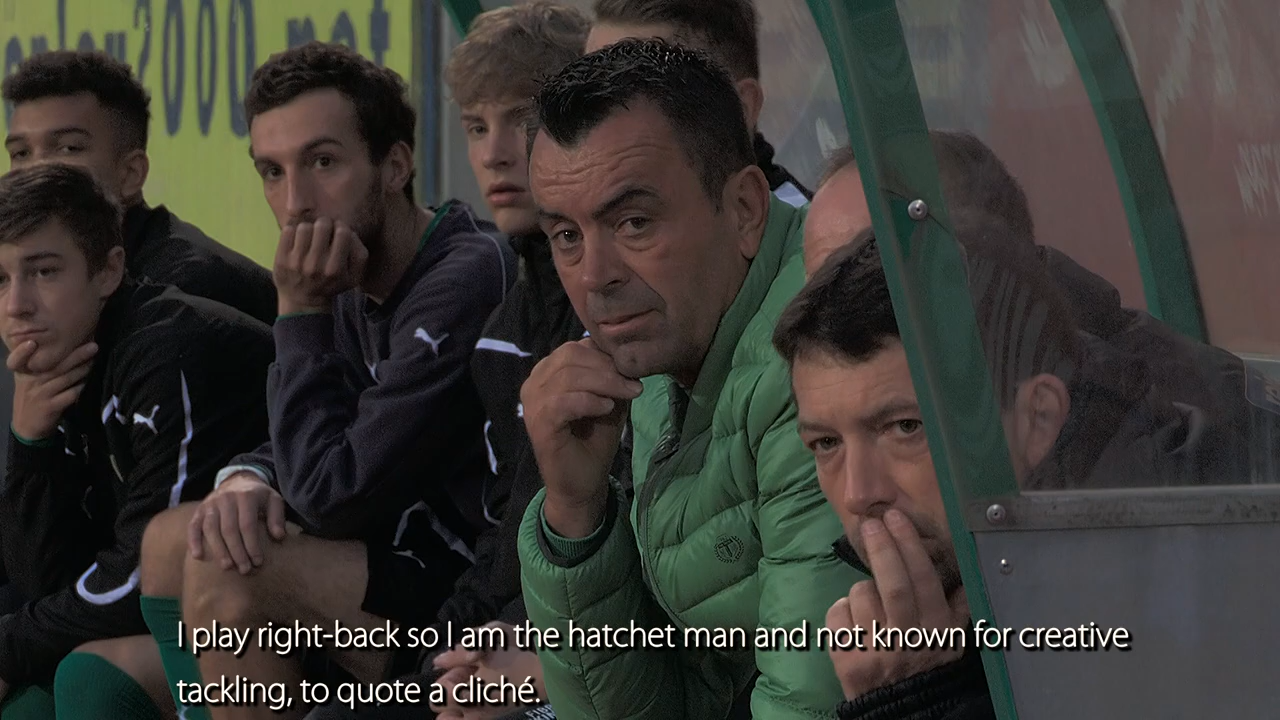 I play right-back so I am the hatchet man and not known for creative
tackling, to quote a cliché.